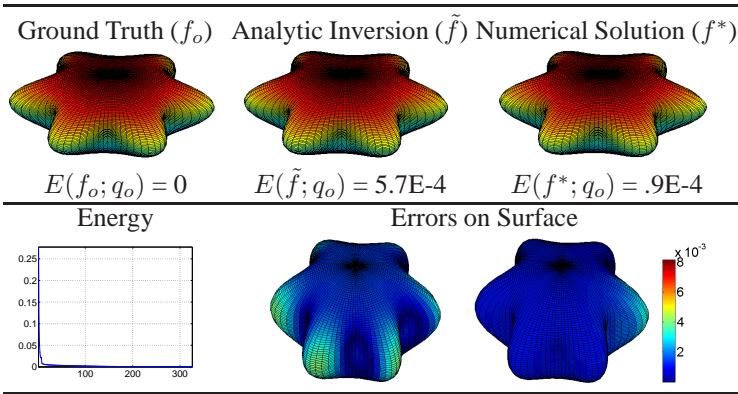 Ground Truth (f_o) Analytic Inversion (f̃) Numerical Solution (f*)
E(f_o; q_o) = 0 E(f̃; q_o) = 5.7E-4 E(f*; q_o) = .9E-4
Energy Errors on Surface
0.25
0.2
0.15
0.1
0.05
0
100 200 300
x 10^-3
8
6
4
2